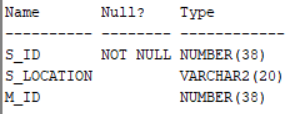 Name Null? Type
---------- -------- ------------
S_ID NOT NULL NUMBER(38)
S_LOCATION VARCHAR2(20)
M_ID NUMBER(38)